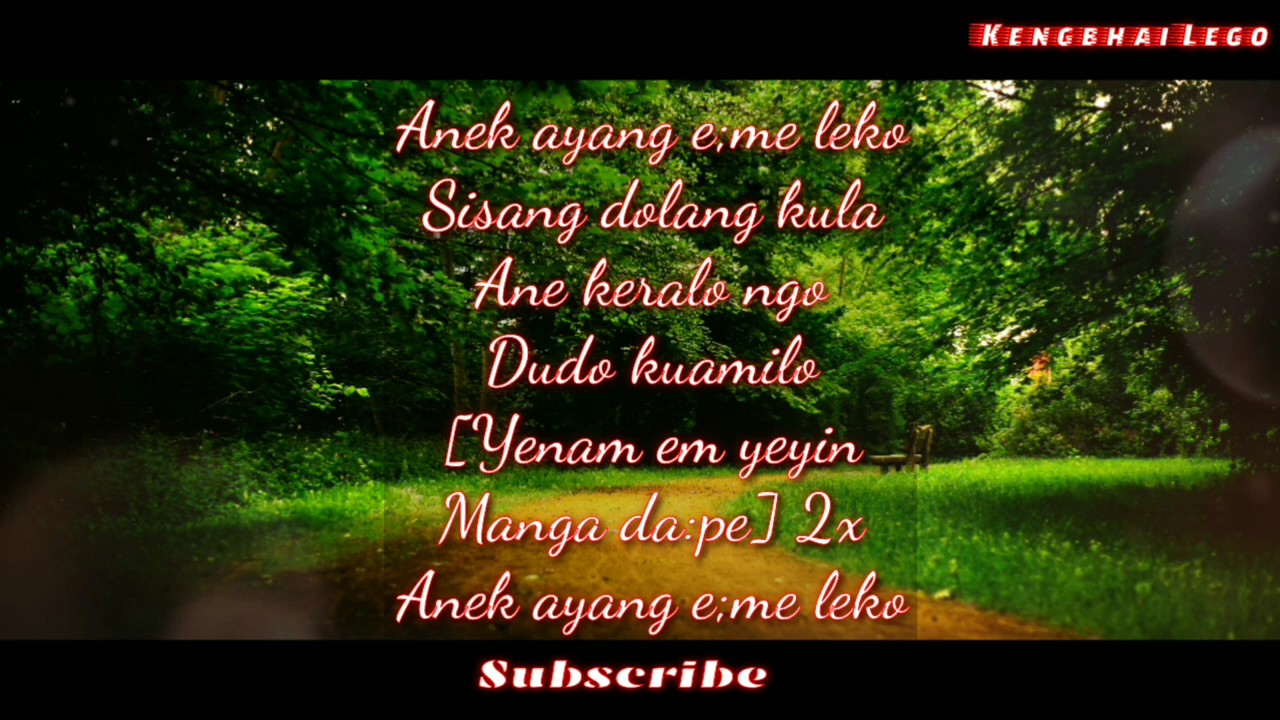 Kengbhai Lego
Anek ayang e;me leko
Sisang dolang kula
Ane keralo ngo
Dudo kuamilo
[Yenam em yeyin
Manga da:pe] 2x
Anek ayang e;me leko
Subscribe